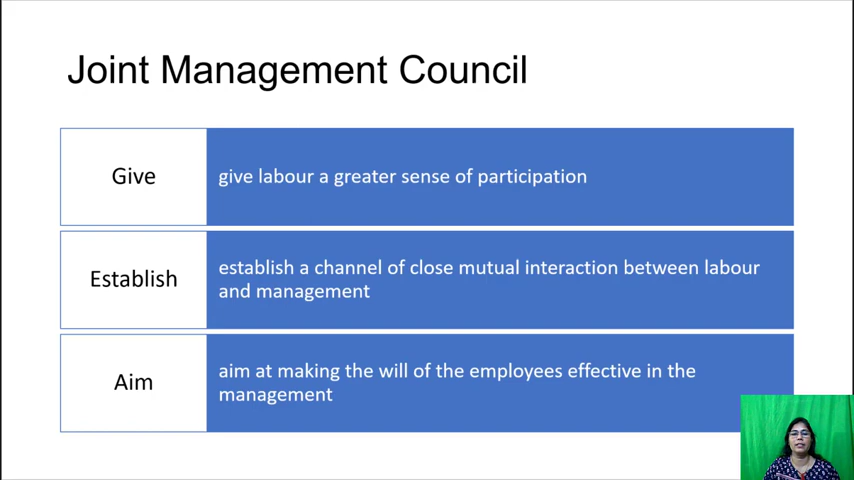 Joint Management Council
Give
give labour a greater sense of participation
Establish
establish a channel of close mutual interaction between labour
and management
Aim
aim at making the will of the employees effective in the
management